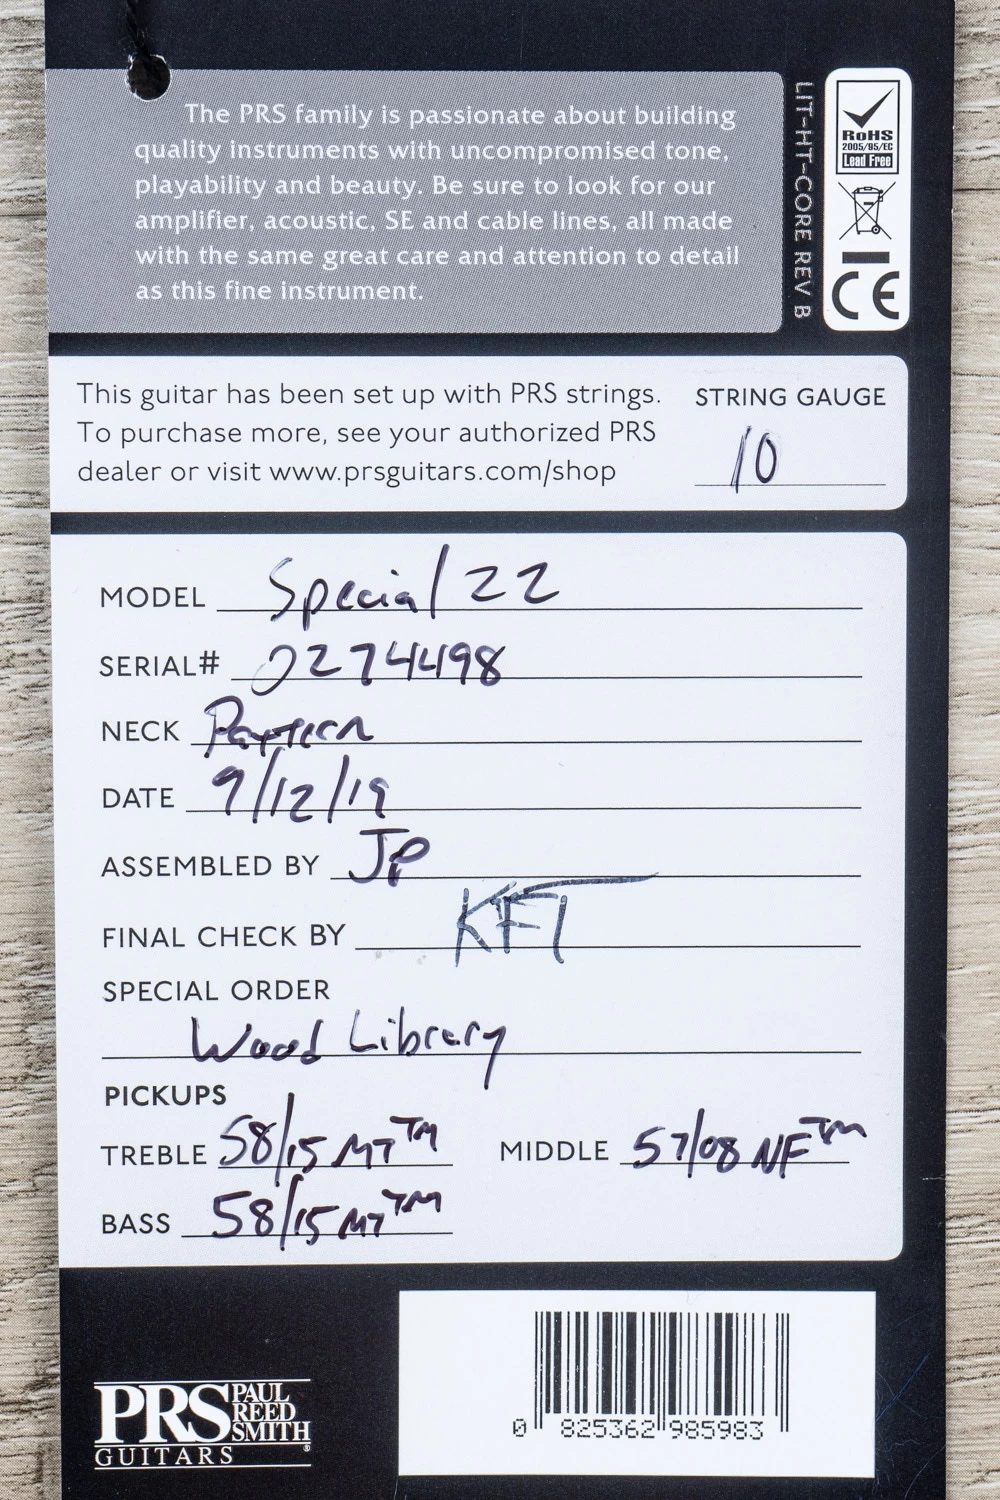 The PRS family is passionate about building
quality instruments with uncompromised tone,
playability and beauty. Be sure to look for our
amplifier, acoustic, SE and cable lines, all made
with the same great care and attention to detail
as this fine instrument.
LIT-HT-CORE REV B
RoHS
2005/95/EC
Lead Free
CE
This guitar has been set up with PRS strings.
To purchase more, see your authorized PRS
dealer or visit www.prsguitars.com/shop
STRING GAUGE
10
MODEL Special 22
SERIAL# 0274498
NECK Pattern
DATE 9/12/19
ASSEMBLED BY JP
FINAL CHECK BY
SPECIAL ORDER
Wood Library
PICKUPS
TREBLE 58/15 MT™ MIDDLE 57/08 NF™
BASS 58/15 MT™
PRS PAUL REED SMITH
GUITARS®
0 825362 985983